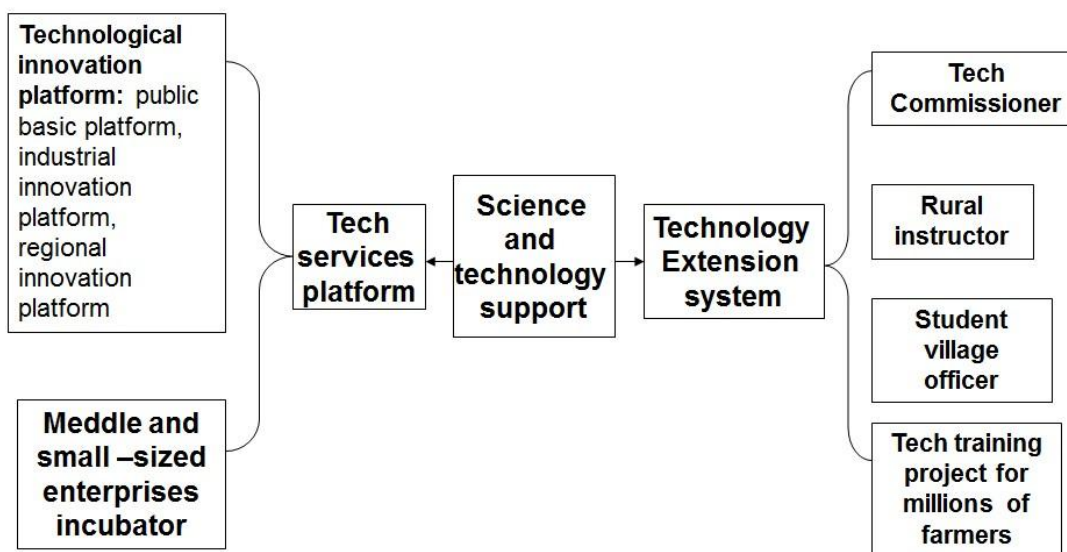 Technological
innovation
platform: public
basic platform,
industrial
innovation
platform,
regional
innovation
platform
Meddle and
small –sized
enterprises
incubator
Tech
services
platform
Science
and
technology
support
Technology
Extension
system
Tech
Commissioner
Rural
instructor
Student
village
officer
Tech training
project for
millions of
farmers